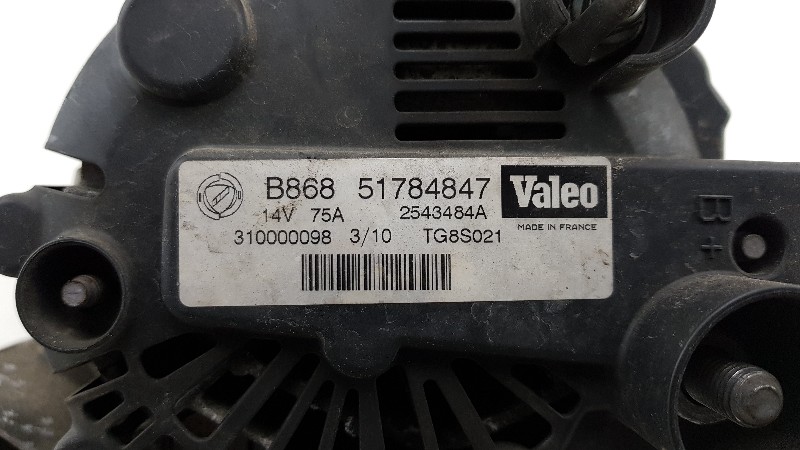 B868 51784847 Valeo
14V 75A 2543484A MADE IN FRANCE
310000098 3/10 TG8S021
B+